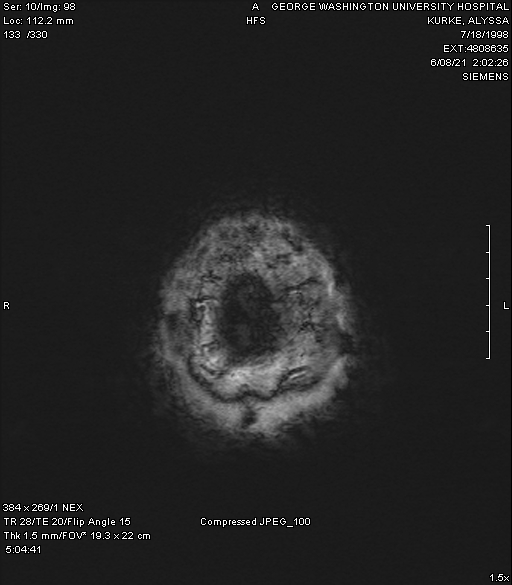 Ser: 10/Img: 98
Loc: 112.2 mm
133 /330
A
HFS
GEORGE WASHINGTON UNIVERSITY HOSPITAL
KURKE, ALYSSA
7/18/1998
EXT:4808635
6/08/21 2:02:26
SIEMENS
R
L
384 x 269/1 NEX
TR 28/TE 20/Flip Angle 15
Thk 1.5 mm/FOV* 19.3 x 22 cm
5:04:41
Compressed JPEG_100
1.5x